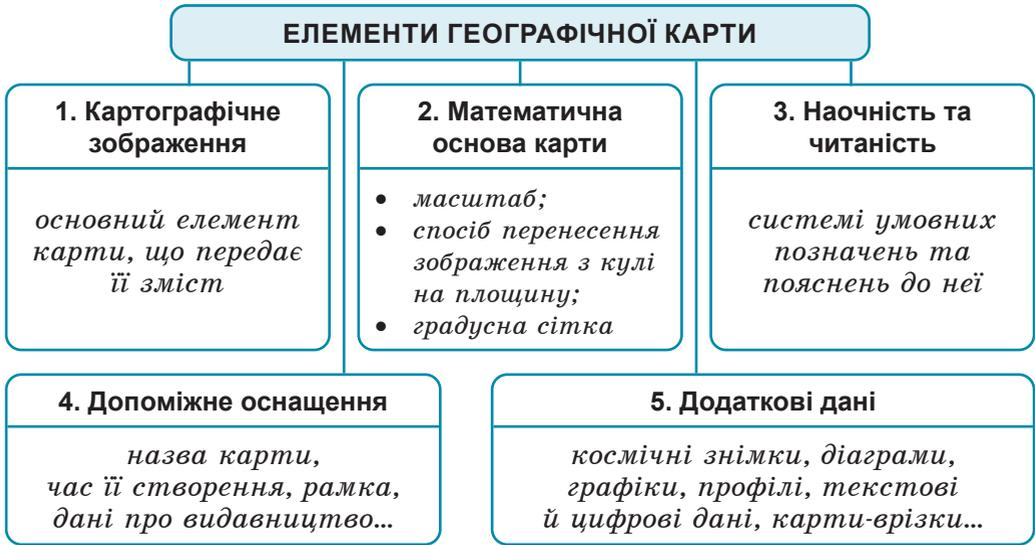 ЕЛЕМЕНТИ ГЕОГРАФІЧНОЇ КАРТИ
1. Картографічне
зображення
основний елемент
карти, що передає
її зміст
2. Математична
основа карти
• масштаб;
• спосіб перенесення
зображення з кулі
на площину;
• градусна сітка
3. Наочність та
читаність
системі умовних
позначень та
пояснень до неї
4. Допоміжне оснащення
назва карти,
час її створення, рамка,
дані про видавництво...
5. Додаткові дані
космічні знімки, діаграми,
графіки, профілі, текстові
й цифрові дані, карти-врізки...